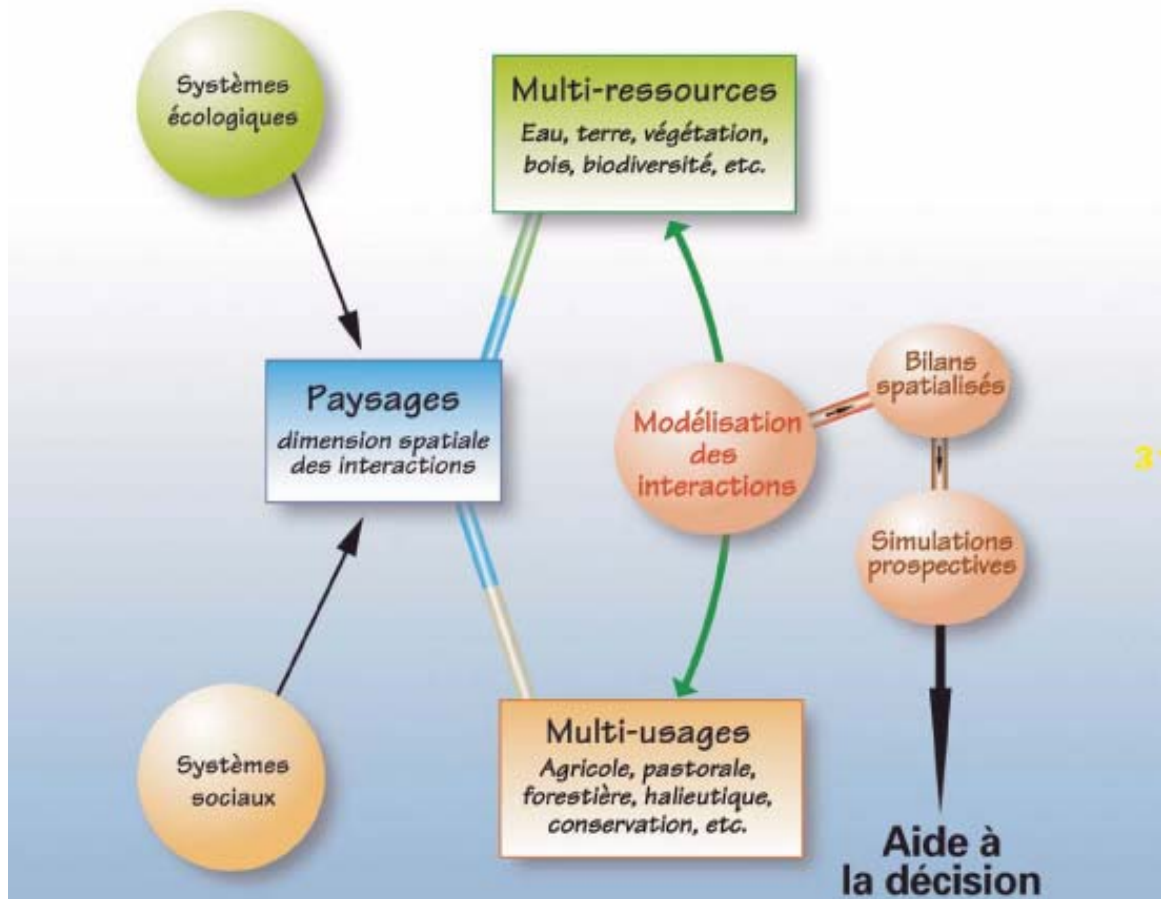 Systèmes
écologiques
Multi-ressources
Eau, terre, végétation,
bois, biodiversité, etc.
Paysages
dimension spatiale
des interactions
Modélisation
des
interactions
Bilans
spatialisés
Simulations
prospectives
Systèmes
sociaux
Multi-usages
Agricole, pastorale,
forestière, halieutique,
conservation, etc.
Aide à
la décision